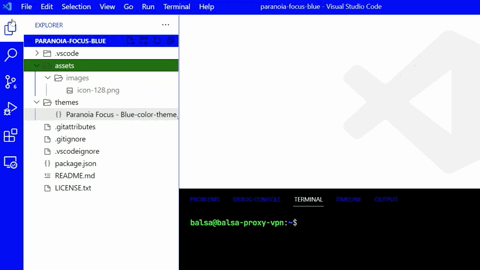 File Edit Selection View Go Run Terminal Help paranoia-focus-blue - Visual Studio Code
EXPLORER ...
PARANOIA-FOCUS-BLUE
.vscode
assets
images
icon-128.png
themes
{} Paranoia Focus - Blue-color-theme.
.gitattributes
.gitignore
.vscodeignore
{} package.json
README.md
LICENSE.txt
PROBLEMS DEBUG CONSOLE TERMINAL TIMELINE OUTPUT
balsa@balsa-proxy-vpn:~$